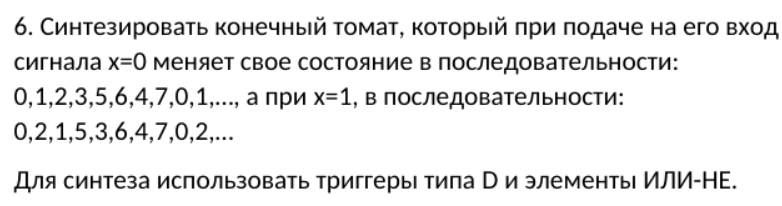 6. Синтезировать конечный томат, который при подаче на его вход
сигнала x=0 меняет свое состояние в последовательности:
0,1,2,3,5,6,4,7,0,1,..., а при x=1, в последовательности:
0,2,1,5,3,6,4,7,0,2,...
Для синтеза использовать триггеры типа D и элементы ИЛИ-НЕ.